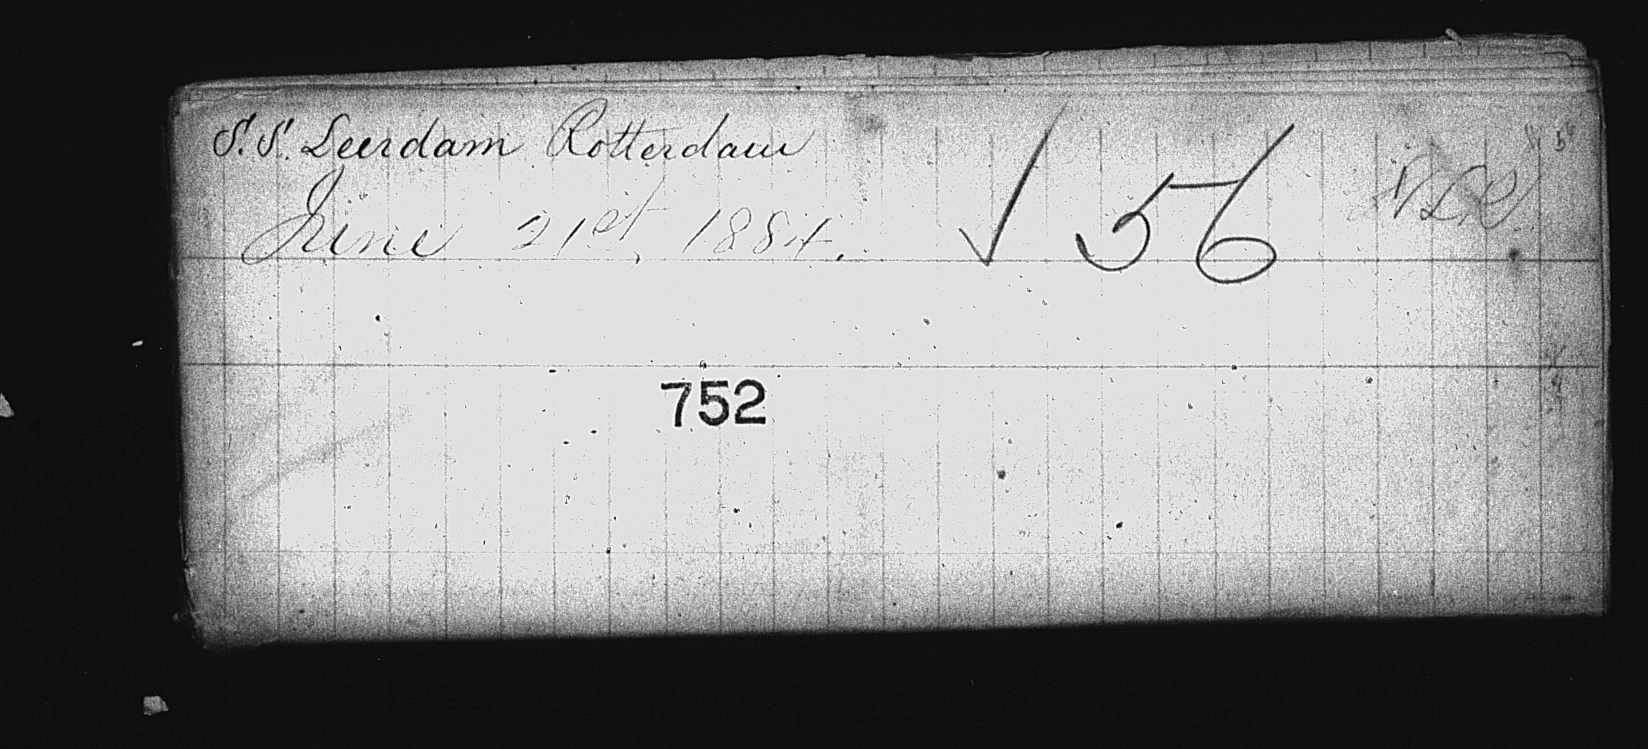 S.S. Leerdam Rotterdam
June 21st, 1884. √ 56
752